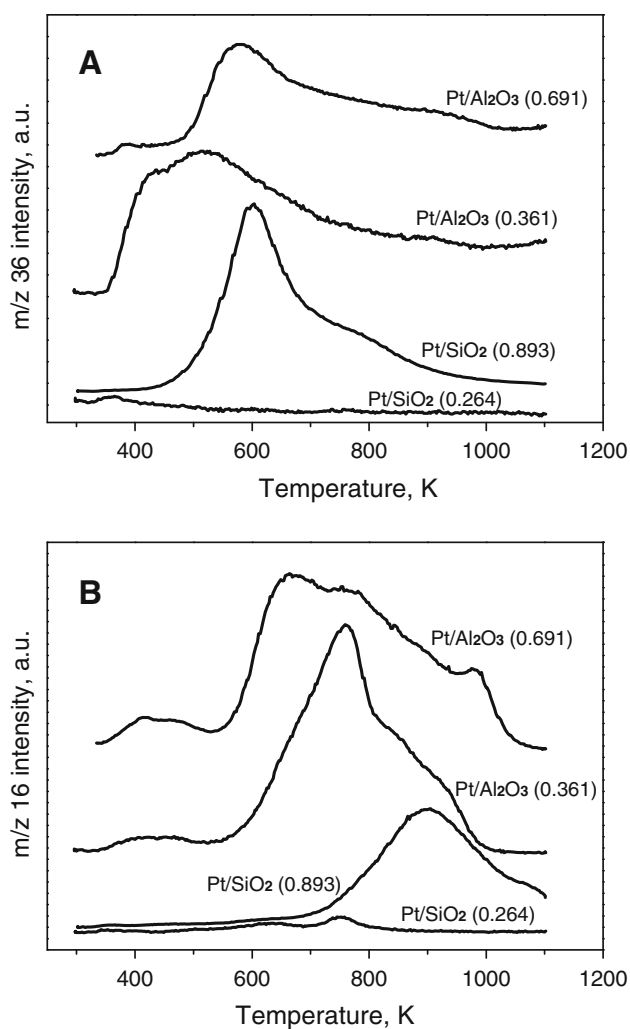 A
Pt/Al2O3 (0.691)
Pt/Al2O3 (0.361)
Pt/SiO2 (0.893)
Pt/SiO2 (0.264)
m/z 36 intensity, a.u.
400 600 800 1000 1200
Temperature, K
B
Pt/Al2O3 (0.691)
Pt/Al2O3 (0.361)
Pt/SiO2 (0.893)
Pt/SiO2 (0.264)
m/z 16 intensity, a.u.
400 600 800 1000 1200
Temperature, K